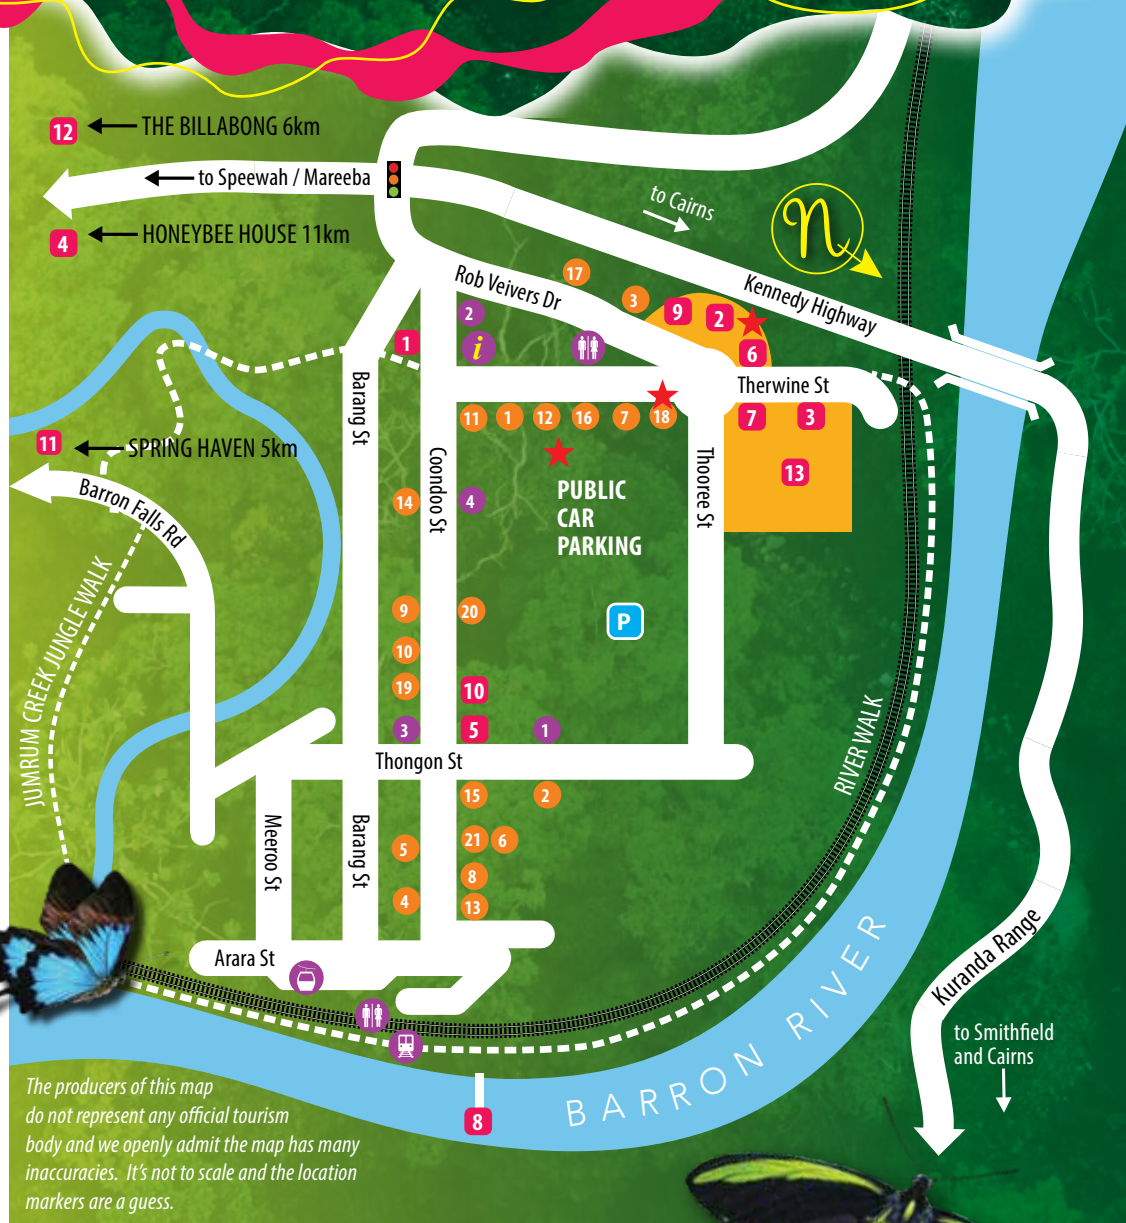 12
THE BILLABONG 6km
to Speewah / Mareeba
4
HONEYBEE HOUSE 11km
to Cairns
N
Kennedy Highway
Rob Veivers Dr
17
3
9
2
6
2
i
1
Therwine St
11
1
12
16
7
18
7
3
13
Barang St
Coondoo St
Thooree St
11
SPRING HAVEN 5km
Barron Falls Rd
14
4
PUBLIC
CAR
PARKING
JUMRUM CREEK JUNGLE WALK
9
20
P
10
19
10
3
5
1
RIVER WALK
Thongon St
15
2
Meeroo St
Barang St
5
21
6
8
4
13
Arara St
Kuranda Range
to Smithfield
and Cairns
BARRON RIVER
8
The producers of this map
do not represent any official tourism
body and we openly admit the map has many
inaccuracies. It's not to scale and the location
markers are a guess.